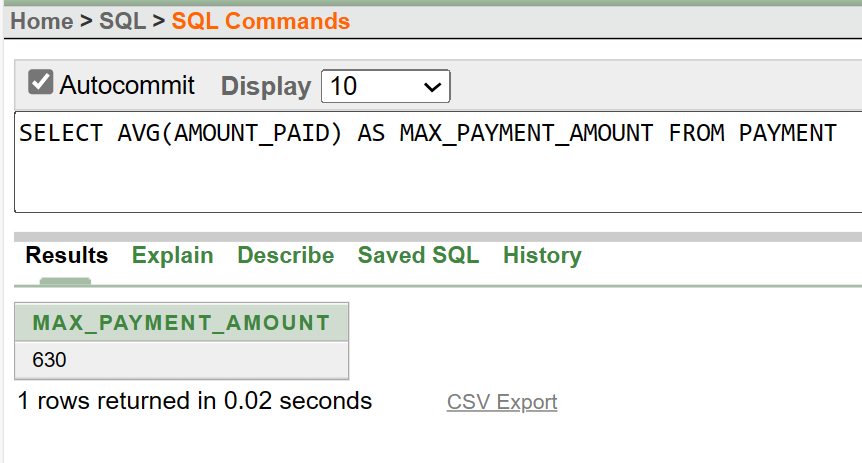 Home > SQL > SQL Commands
Autocommit Display 10
SELECT AVG(AMOUNT_PAID) AS MAX_PAYMENT_AMOUNT FROM PAYMENT
Results Explain Describe Saved SQL History
MAX_PAYMENT_AMOUNT
630
1 rows returned in 0.02 seconds CSV Export